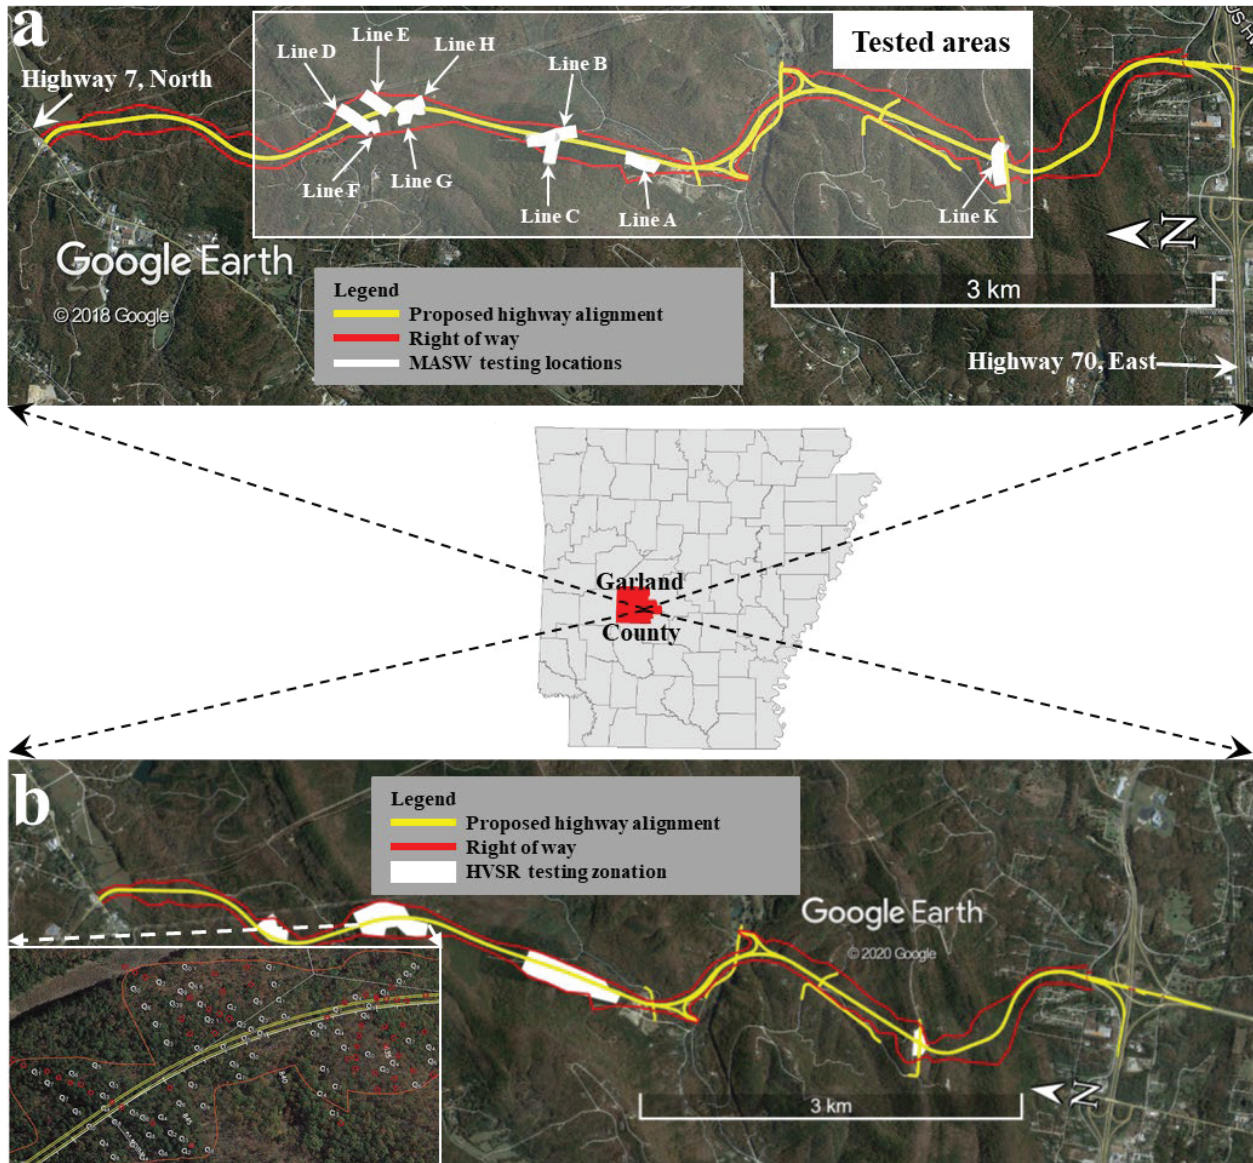 a
US H
Tested areas
Line E
Line H
Line D
Line B
Highway 7, North
Line F
Line G
Line C
Line A
Line K
N
Google Earth
© 2018 Google
3 km
Legend
Proposed highway alignment
Right of way
MASW testing locations
Highway 70, East
Garland
County
b
Legend
Proposed highway alignment
Right of way
HVSR testing zonation
Google Earth
© 2020 Google
3 km
N